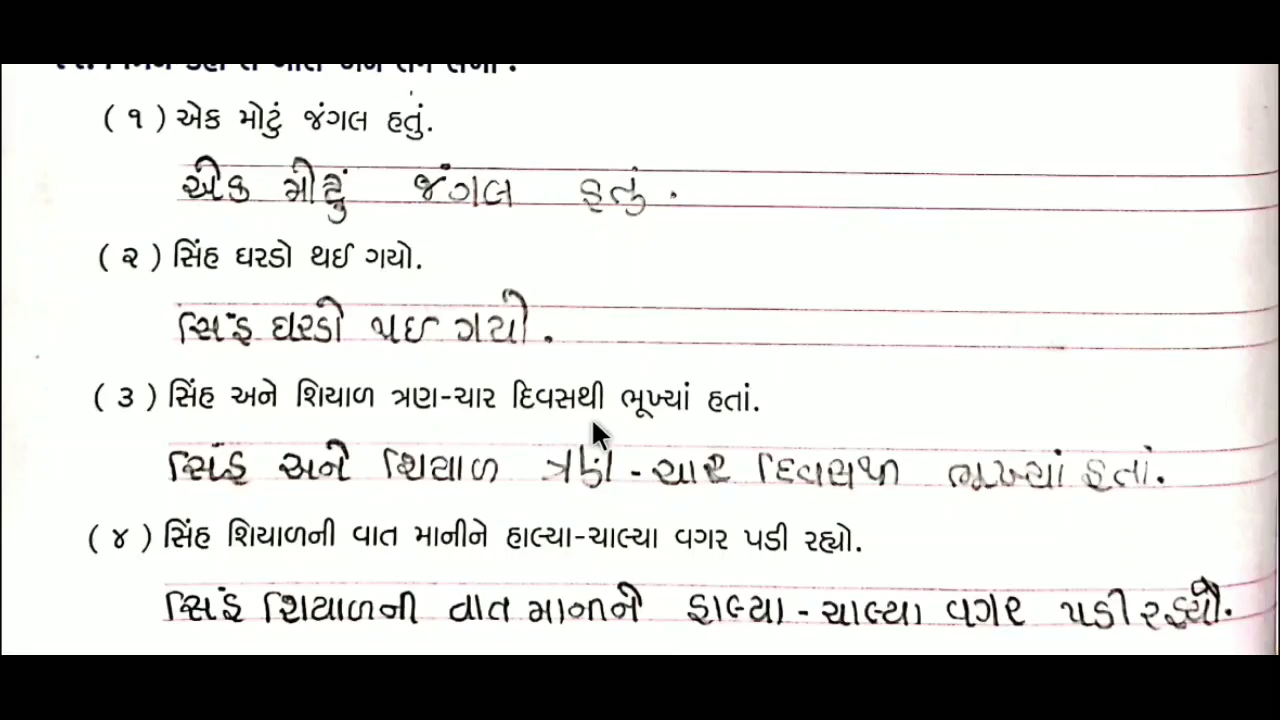 ( ૧ ) એક મોટું જંગલ હતું.
એક મોટું જંગલ હતું .
( ૨ ) સિંહ ઘરડો થઈ ગયો.
સિંહ ઘરડો થઈ ગયો .
( ૩ ) સિંહ અને શિયાળ ત્રણ-ચાર દિવસથી ભૂખ્યાં હતાં.
સિંહ અને શિયાળ ત્રણ - ચાર દિવસથી ભૂખ્યાં હતાં.
( ૪ ) સિંહ શિયાળની વાત માનીને હાલ્યા-ચાલ્યા વગર પડી રહ્યો.
સિંહ શિયાળની વાત માનીને હાલ્યા - ચાલ્યા વગર પડી રહ્યો.